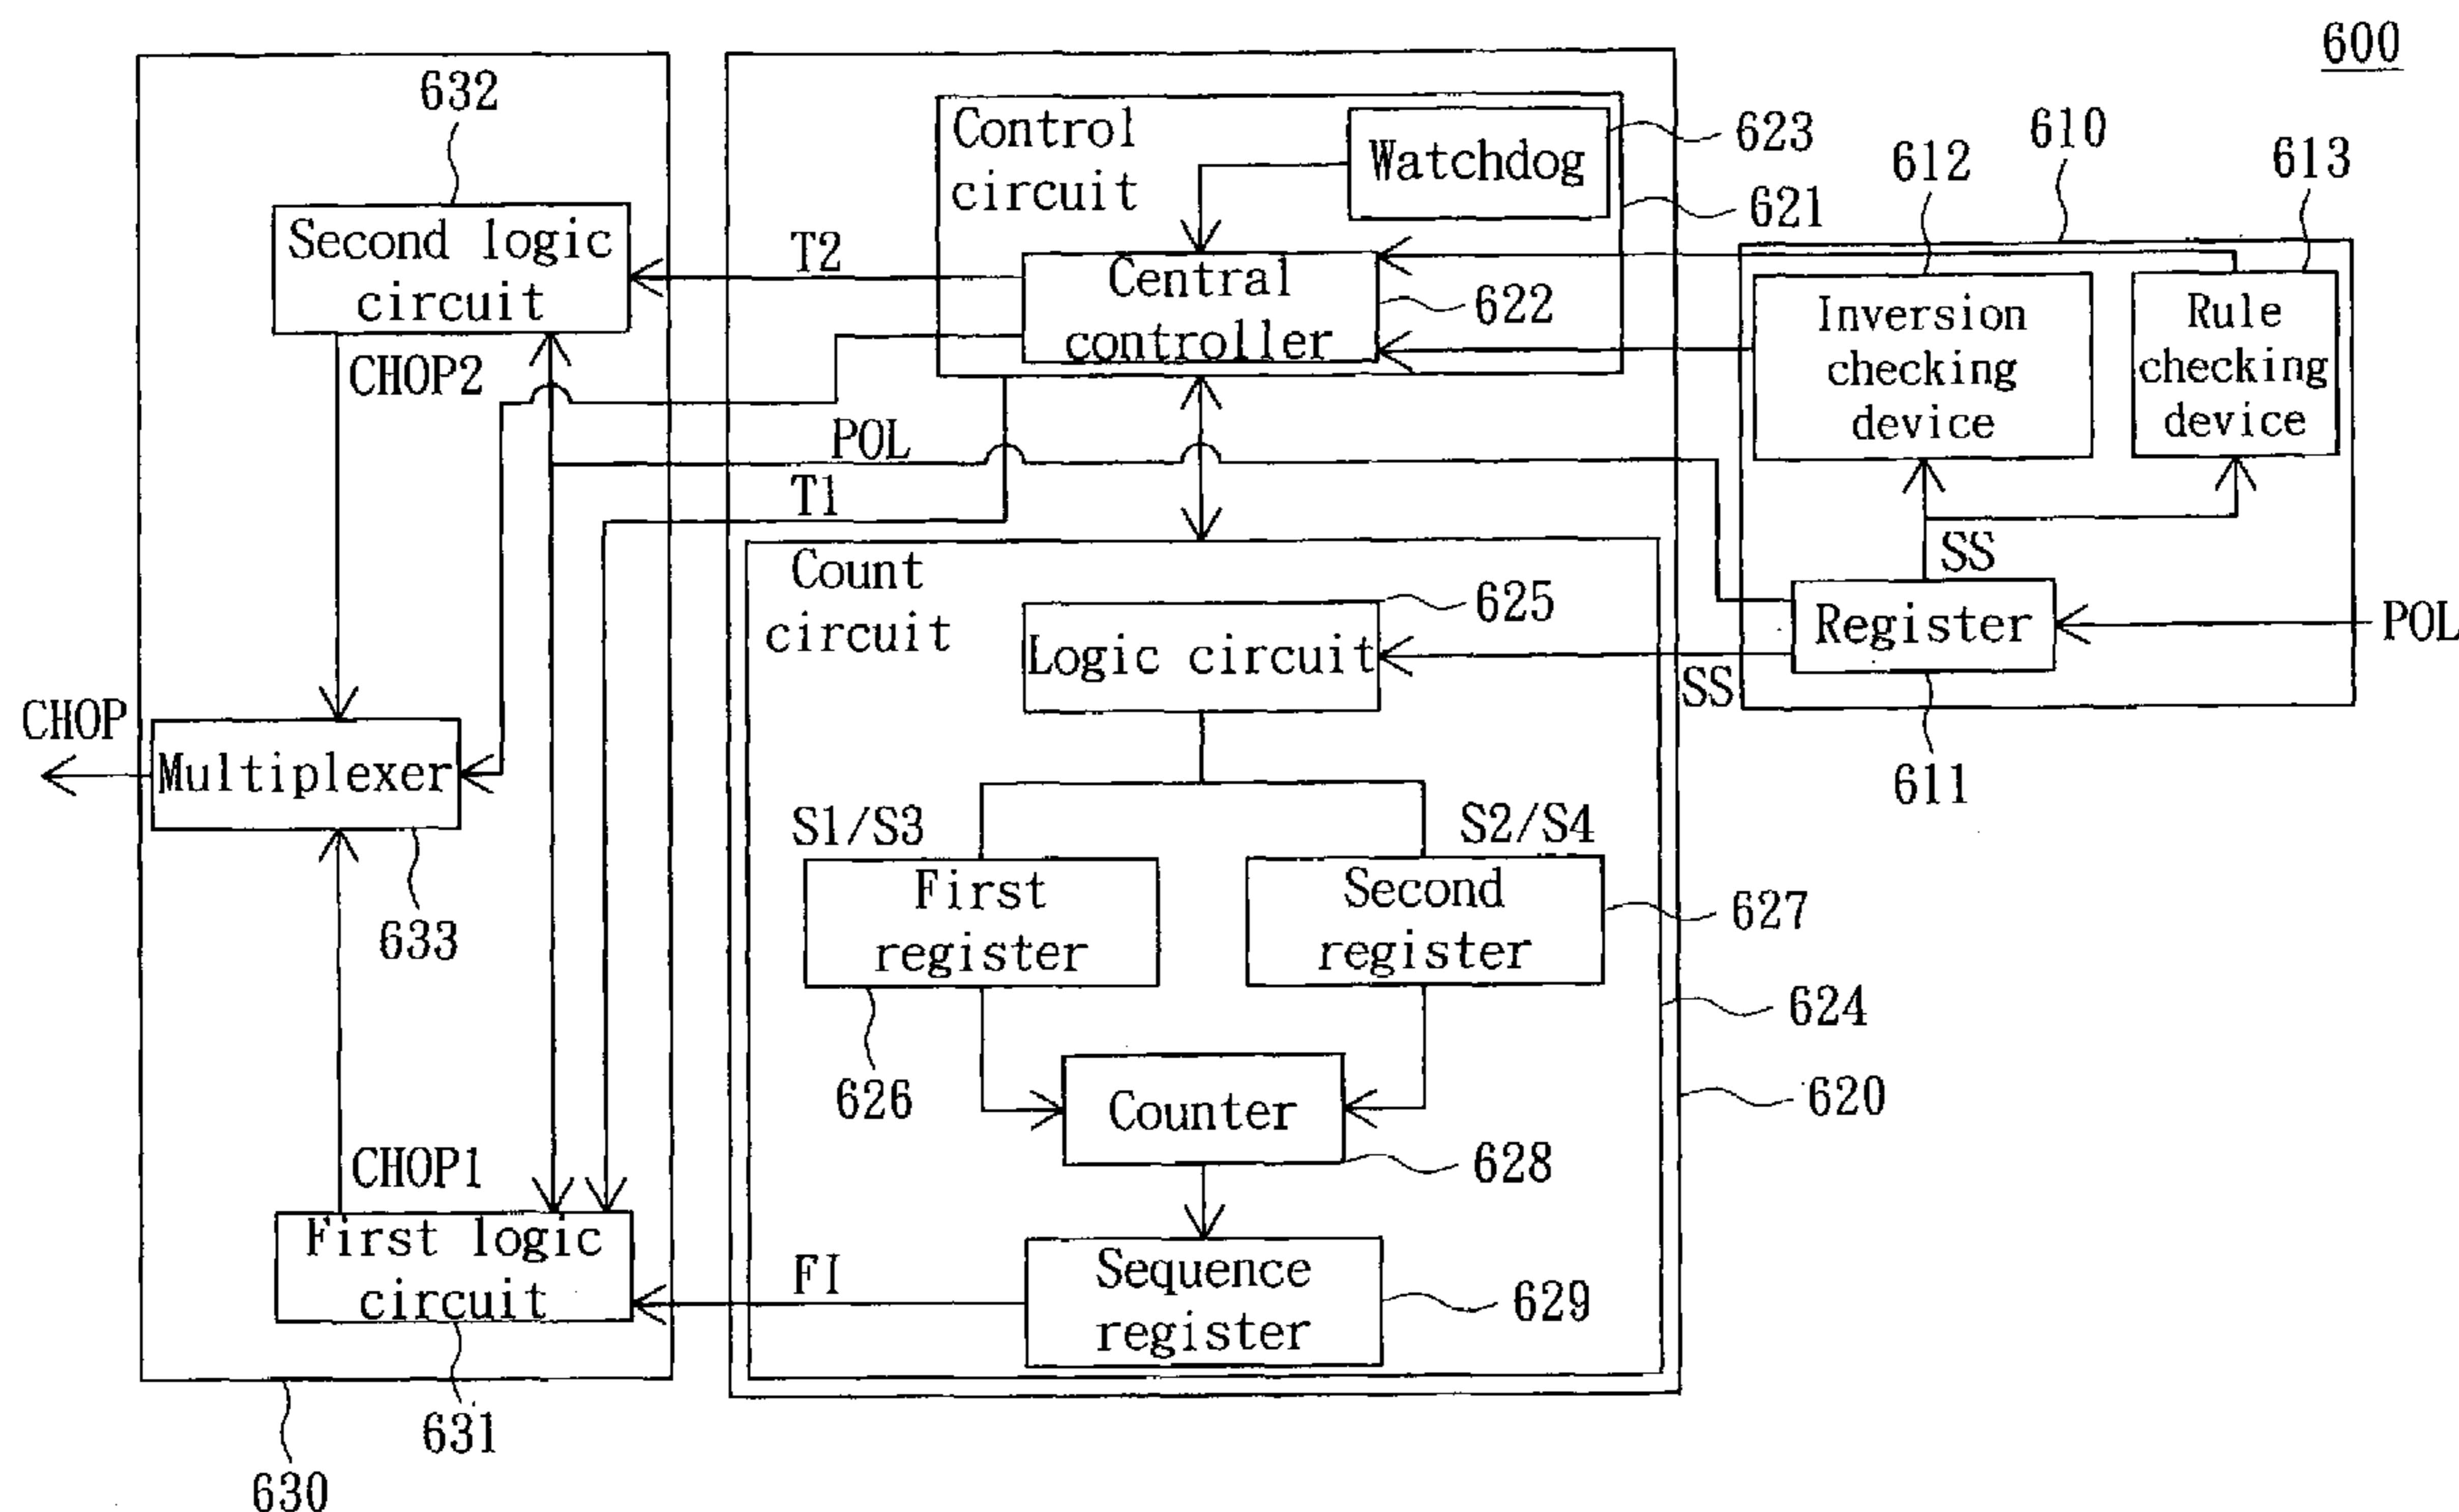 600
632
Control
circuit
Watchdog
623
621
612
610
613
Second logic
circuit
T2
Central
controller
622
Inversion
checking
device
Rule
checking
device
CHOP2
POL
T1
SS
Count
circuit
625
Logic circuit
SS
Register
POL
611
CHOP
Multiplexer
633
S1/S3
S2/S4
First
register
Second
register
627
626
624
Counter
628
620
CHOP1
First logic
circuit
FI
Sequence
register
629
631
630